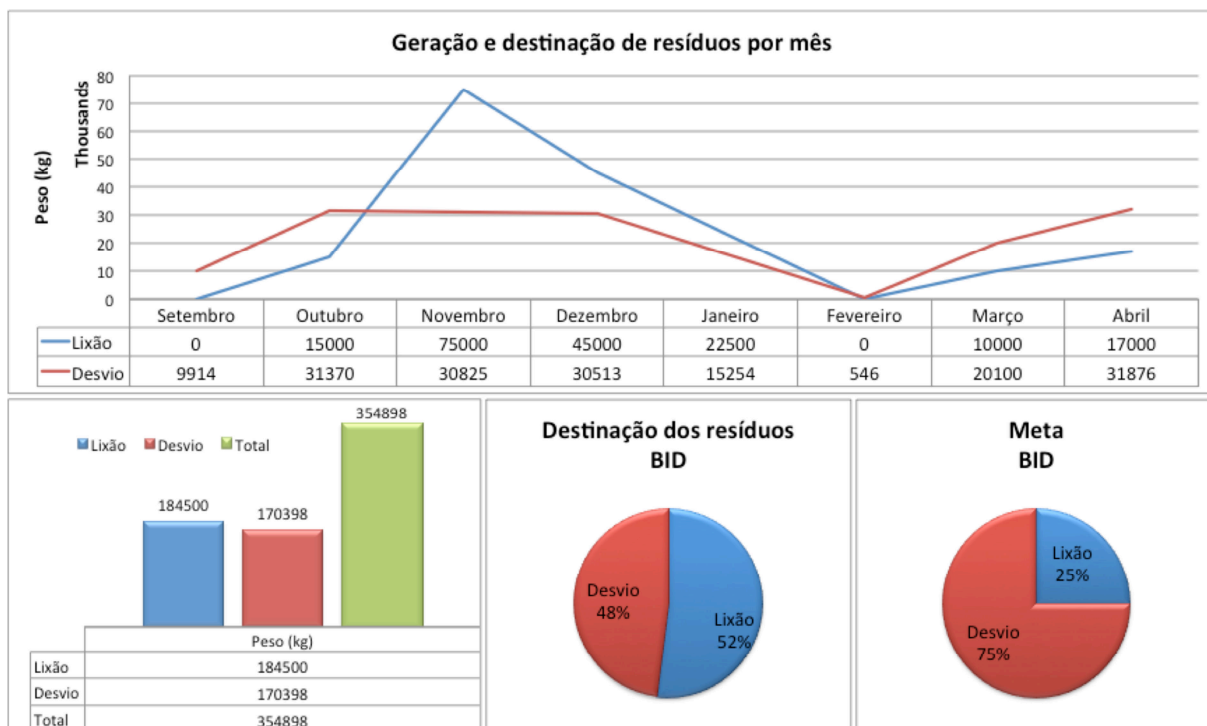 Geração e destinação de resíduos por mês
Peso (kg)
Thousands
80
70
60
50
40
30
20
10
0
Setembro Outubro Novembro Dezembro Janeiro Fevereiro Março Abril
Lixão 0 15000 75000 45000 22500 0 10000 17000
Desvio 9914 31370 30825 30513 15254 546 20100 31876
Lixão Desvio Total
184500
170398
354898
Peso (kg)
Lixão 184500
Desvio 170398
Total 354898
Destinação dos resíduos
BID
Desvio
48%
Lixão
52%
Meta
BID
Lixão
25%
Desvio
75%